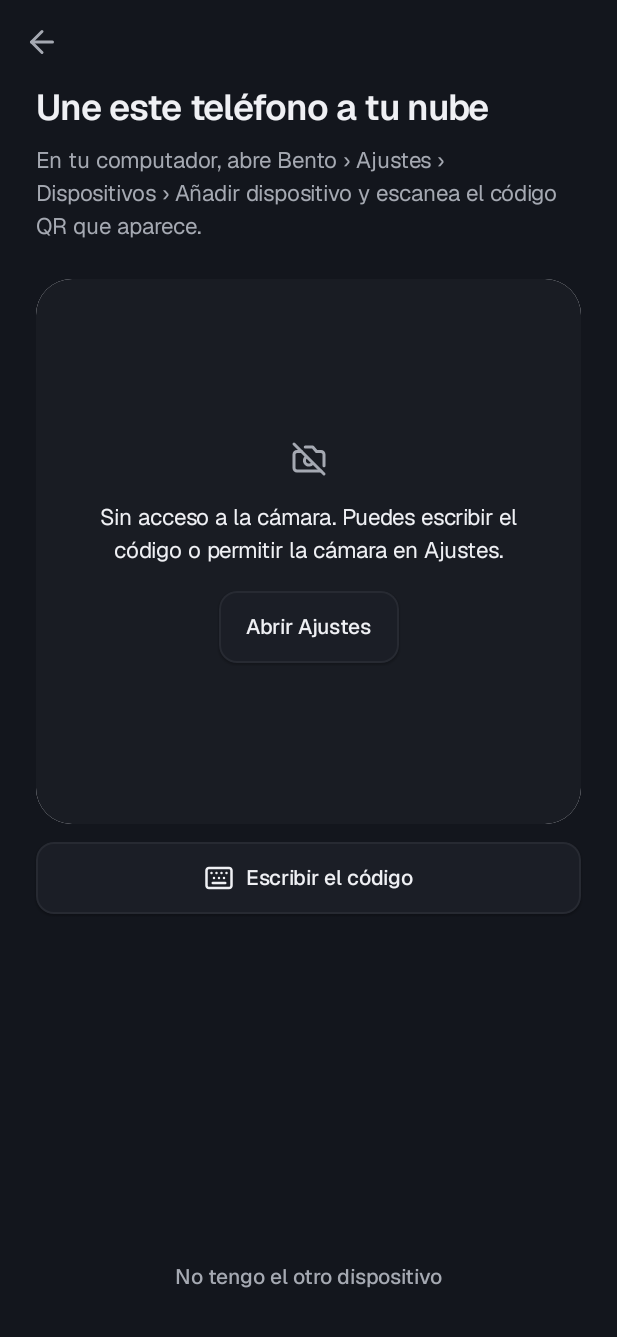 Une este teléfono a tu nube
En tu computador, abre Bento › Ajustes ›
Dispositivos › Añadir dispositivo y escanea el código
QR que aparece.
Sin acceso a la cámara. Puedes escribir el
código o permitir la cámara en Ajustes.
Abrir Ajustes
Escribir el código
No tengo el otro dispositivo